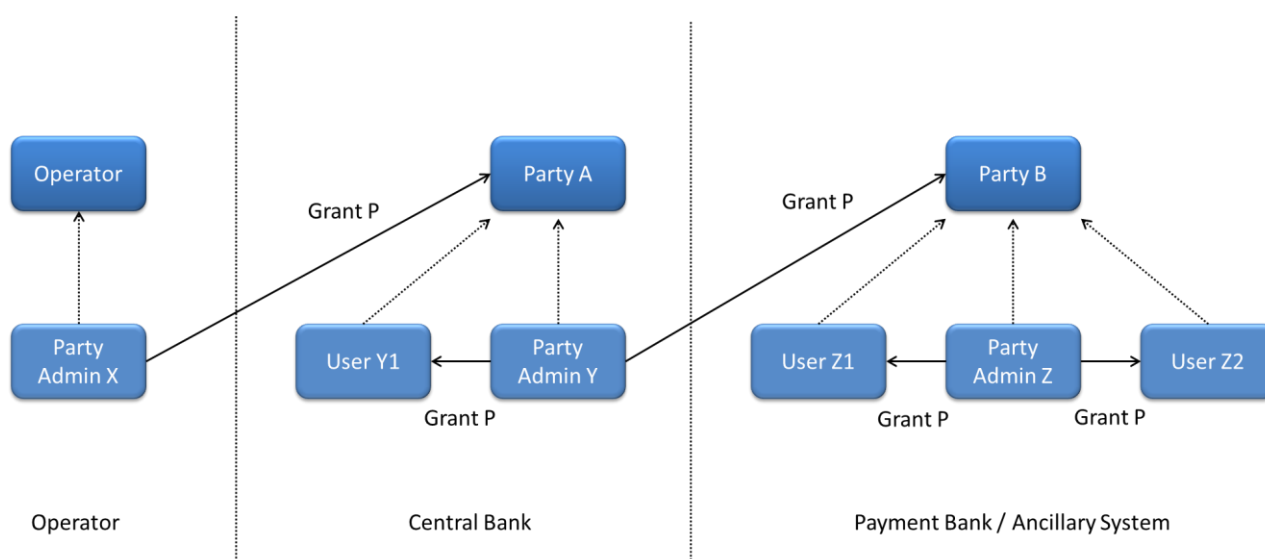 Operator
Party A
Party B
Grant P
Grant P
Party
Admin X
User Y1
Party
Admin Y
User Z1
Party
Admin Z
User Z2
Grant P
Grant P
Grant P
Operator
Central Bank
Payment Bank / Ancillary System